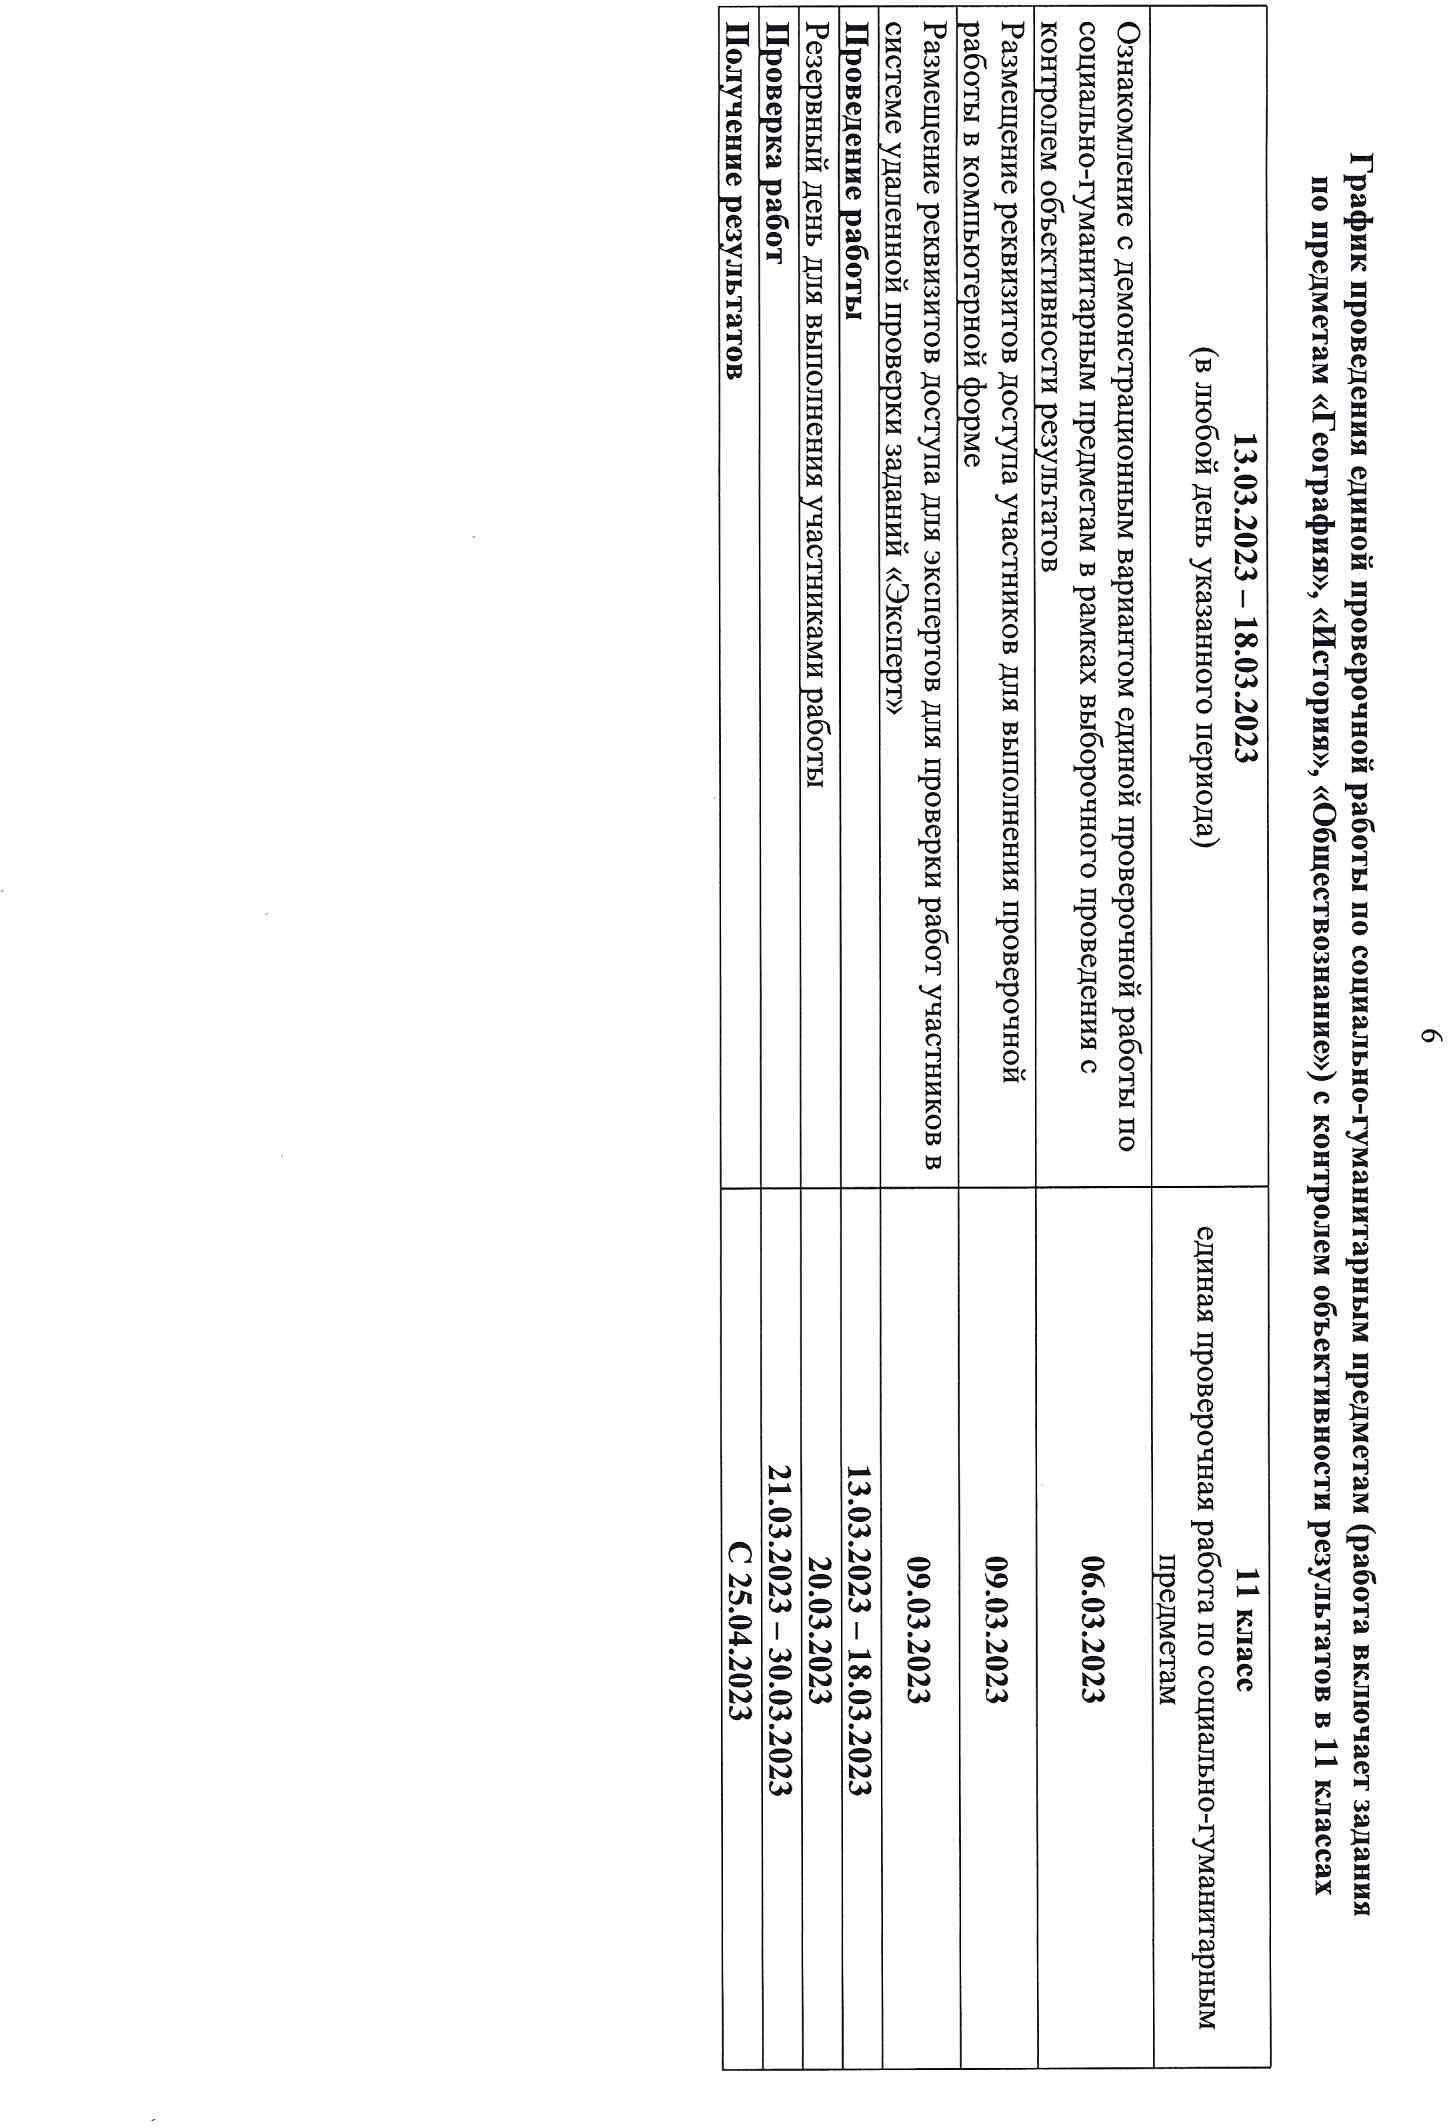 6
График проведения единой проверочной работы по социально-гуманитарным предметам (работа включает задания
по предметам «География», «История», «Обществознание») с контролем объективности результатов в 11 классах
13.03.2023 – 18.03.2023
(в любой день указанного периода)
11 класс
единая проверочная работа по социально-гуманитарным
предметам
Ознакомление с демонстрационным вариантом единой проверочной работы по
социально-гуманитарным предметам в рамках выборочного проведения с
контролем объективности результатов
06.03.2023
Размещение реквизитов доступа участников для выполнения проверочной
работы в компьютерной форме
09.03.2023
Размещение реквизитов доступа для экспертов для проверки работ участников в
системе удаленной проверки заданий «Эксперт»
09.03.2023
Проведение работы
13.03.2023 – 18.03.2023
Резервный день для выполнения участниками работы
20.03.2023
Проверка работ
21.03.2023 – 30.03.2023
Получение результатов
С 25.04.2023